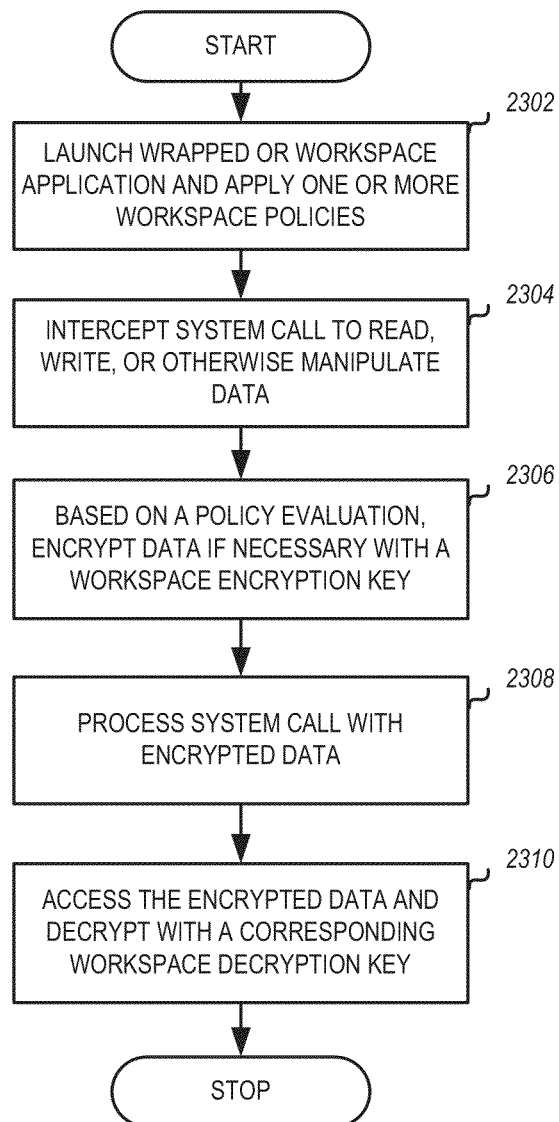 START
2302
LAUNCH WRAPPED OR WORKSPACE
APPLICATION AND APPLY ONE OR MORE
WORKSPACE POLICIES
2304
INTERCEPT SYSTEM CALL TO READ,
WRITE, OR OTHERWISE MANIPULATE
DATA
2306
BASED ON A POLICY EVALUATION,
ENCRYPT DATA IF NECESSARY WITH A
WORKSPACE ENCRYPTION KEY
2308
PROCESS SYSTEM CALL WITH
ENCRYPTED DATA
2310
ACCESS THE ENCRYPTED DATA AND
DECRYPT WITH A CORRESPONDING
WORKSPACE DECRYPTION KEY
STOP